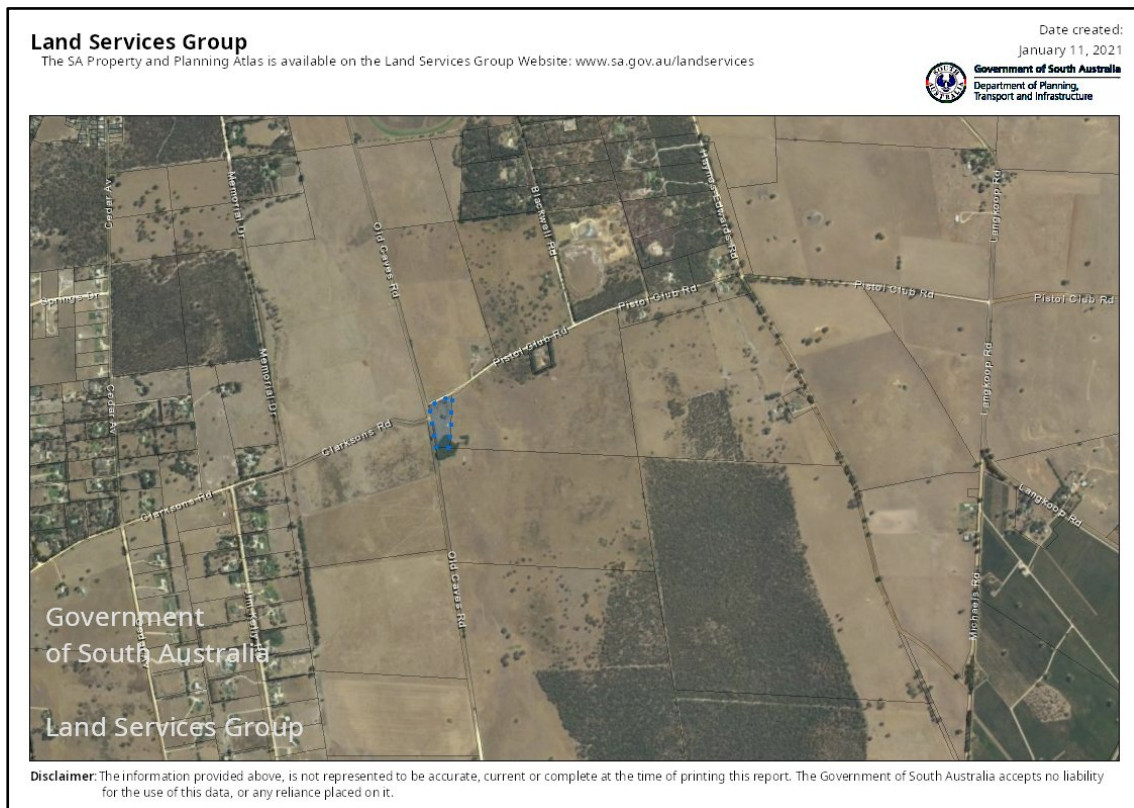 Land Services Group
The SA Property and Planning Atlas is available on the Land Services Group Website: www.sa.gov.au/landservices
Date created:
January 11, 2021
SOUTH
AUSTRALIA
Government of South Australia
Department of Planning,
Transport and Infrastructure
Cedar Av
Memorial Dr
Old Caves Rd
Blackwell Rd
Haynes Edwards Rd
Langkoop Rd
Springs Dr
Pistol Club Rd
Pistol Club Rd
Pistol Club Rd
Pistol Club Rd
Memorial Dr
Cedar Av
Langkoop Rd
Clarksons Rd
Clarksons Rd
Langkoop Rd
Old Caves Rd
Michaels Rd
Government
of South Australia
Land Services Group
Disclaimer: The information provided above, is not represented to be accurate, current or complete at the time of printing this report. The Government of South Australia accepts no liability
for the use of this data, or any reliance placed on it.